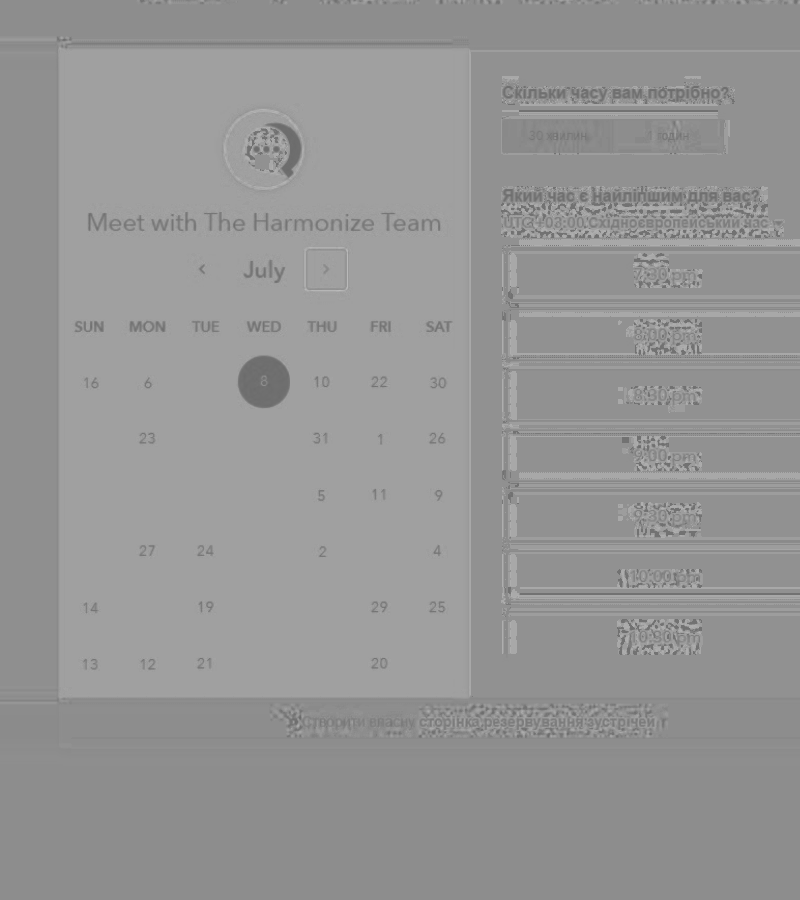 Meet with The Harmonize Team
July
SUN MON TUE WED THU FRI SAT
16 6 8 10 22 30
23 31 1 26
5 11 9
27 24 2 4
14 19 29 25
13 12 21 20
Скільки часу вам потрібно?
30 хвилин 1 годин
Який час є найліпшим для вас?
UTC+03:00 Східноєвропейський час
7:30 pm
8:00 pm
8:30 pm
9:00 pm
9:30 pm
10:00 pm
10:30 pm
Створити власну сторінка резервування зустрічей